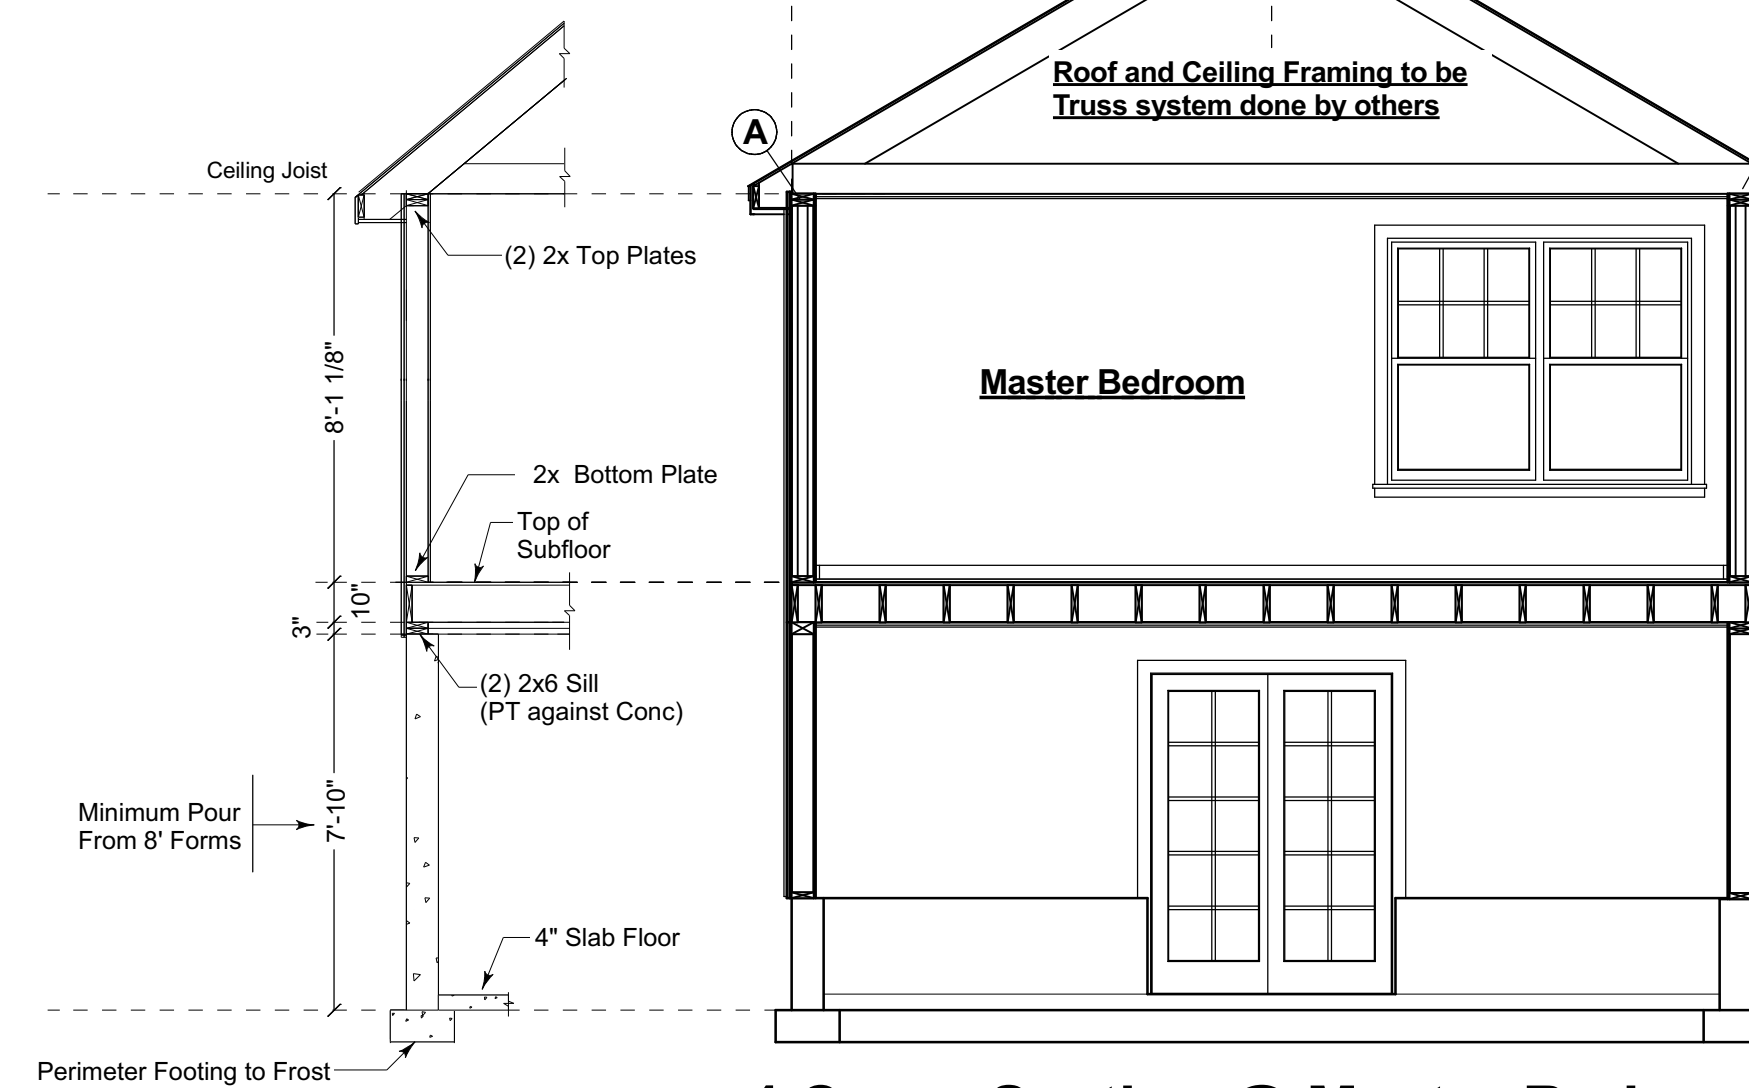 Roof and Ceiling Framing to be
Truss system done by others
A
Ceiling Joist
(2) 2x Top Plates
8'-1 1/8"
Master Bedroom
2x Bottom Plate
Top of
Subfloor
10"
3"
(2) 2x6 Sill
(PT against Conc)
Minimum Pour
From 8' Forms
7'-10"
4" Slab Floor
Perimeter Footing to Frost